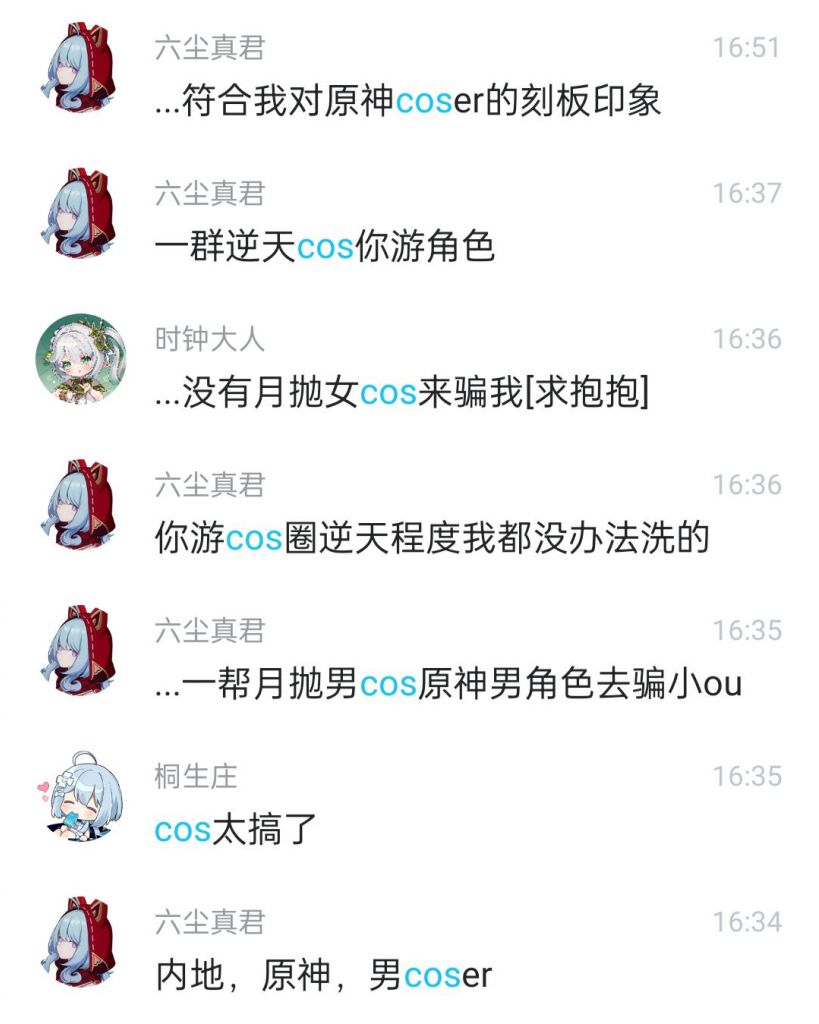 六尘真君 16:51
...符合我对原神coser的刻板印象
六尘真君 16:37
一群逆天cos你游角色
时钟大人 16:36
...没有月抛女cos来骗我[求抱抱]
六尘真君 16:36
你游cos圈逆天程度我都没办法洗的
六尘真君 16:35
...一帮月抛男cos原神男角色去骗小ou
桐生庄 16:35
cos太搞了
六尘真君 16:34
内地，原神，男coser